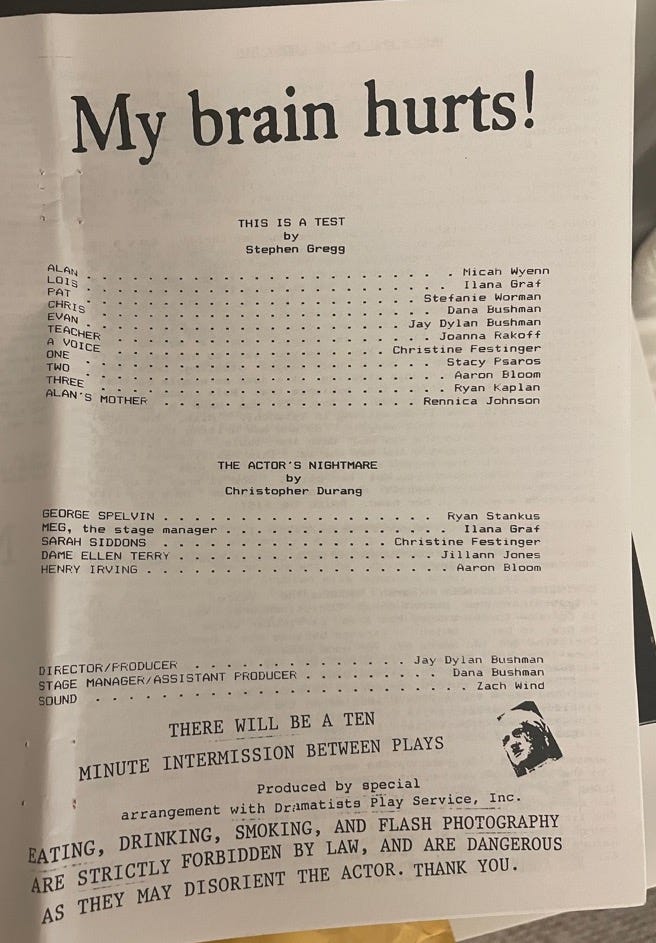 My brain hurts!
THIS IS A TEST
by
Stephen Gregg
ALAN . . . . . . . . . . . . . . . . . . . . . Micah Wyenn
LOIS . . . . . . . . . . . . . . . . . . . . . Ilana Graf
PAT . . . . . . . . . . . . . . . . . . . Stefanie Worman
CHRIS . . . . . . . . . . . . . . . . . . . . Dana Bushman
EVAN . . . . . . . . . . . . . . . . . . Jay Dylan Bushman
TEACHER . . . . . . . . . . . . . . . . . . Joanna Rakoff
A VOICE . . . . . . . . . . . . . . . Christine Festinger
ONE . . . . . . . . . . . . . . . . . . . . Stacy Psaros
TWO . . . . . . . . . . . . . . . . . . . . . Aaron Bloom
THREE . . . . . . . . . . . . . . . . . . . . Ryan Kaplan
ALAN'S MOTHER . . . . . . . . . . . . . . Rennica Johnson
THE ACTOR'S NIGHTMARE
by
Christopher Durang
GEORGE SPELVIN . . . . . . . . . . . . . . . Ryan Stankus
MEG, the stage manager . . . . . . . . . . . . Ilana Graf
SARAH SIDDONS . . . . . . . . . . . . Christine Festinger
DAME ELLEN TERRY . . . . . . . . . . . . . Jillann Jones
HENRY IRVING . . . . . . . . . . . . . . . . . Aaron Bloom
DIRECTOR/PRODUCER . . . . . . . . . . . Jay Dylan Bushman
STAGE MANAGER/ASSISTANT PRODUCER . . . . . . . Dana Bushman
SOUND . . . . . . . . . . . . . . . . . . . . . Zach Wind
THERE WILL BE A TEN
MINUTE INTERMISSION BETWEEN PLAYS
Produced by special
arrangement with Dramatists Play Service, Inc.
EATING, DRINKING, SMOKING, AND FLASH PHOTOGRAPHY
ARE STRICTLY FORBIDDEN BY LAW, AND ARE DANGEROUS
AS THEY MAY DISORIENT THE ACTOR. THANK YOU.